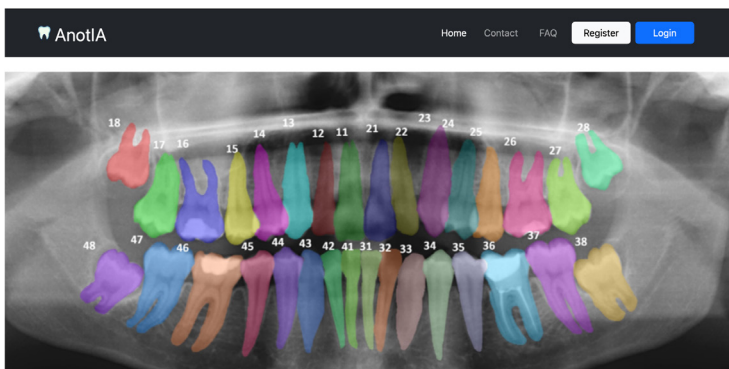 AnotIA Home Contact FAQ Register Login
18 17 16 15 14 13 12 11 21 22 23 24 25 26 27 28
48 47 46 45 44 43 42 41 31 32 33 34 35 36 37 38